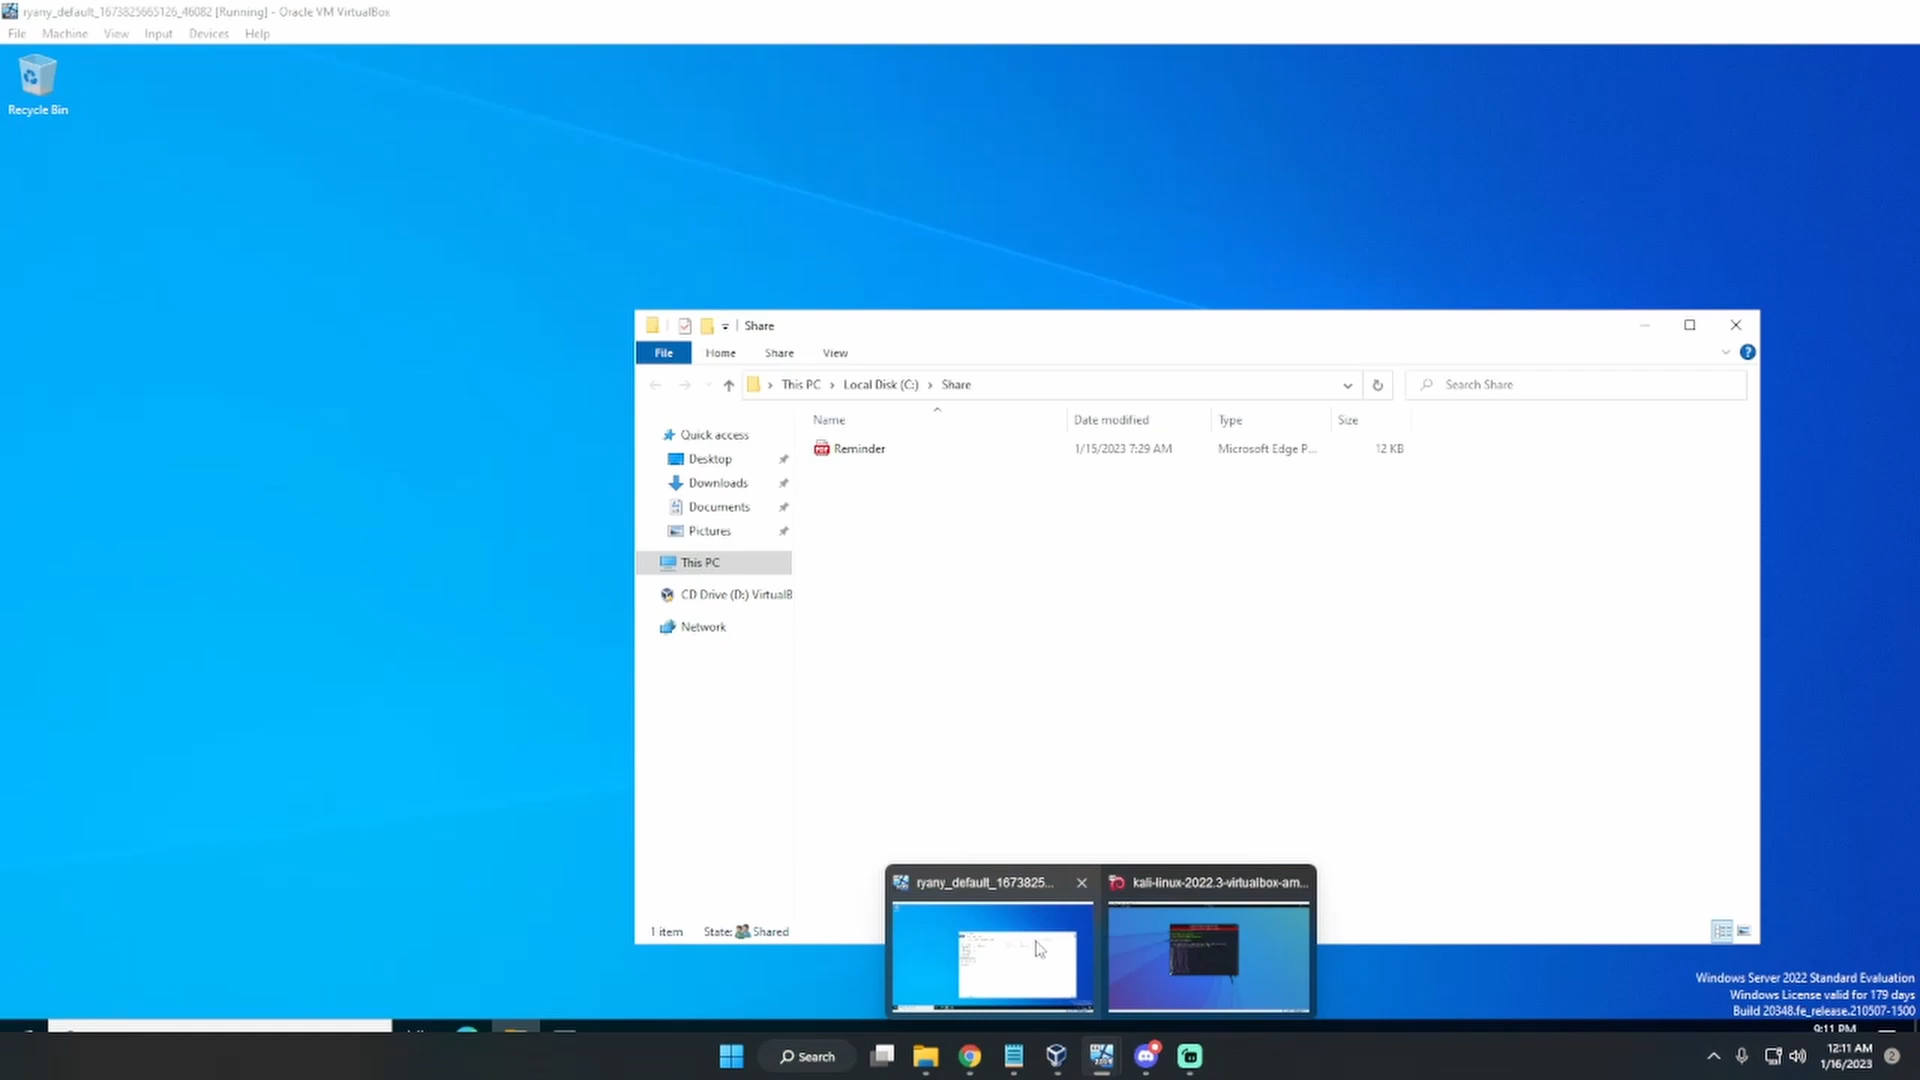 ryany_default_1673825665126_46082 [Running] - Oracle VM VirtualBox
File Machine View Input Devices Help
Recycle Bin
Share
File Home Share View
This PC › Local Disk (C:) › Share
Search Share
Name Date modified Type Size
Reminder 1/15/2023 7:29 AM Microsoft Edge P... 12 KB
Quick access
Desktop
Downloads
Documents
Pictures
This PC
CD Drive (D:) VirtualB
Network
1 item State: Shared
ryany_default_1673825...
kali-linux-2022.3-virtualbox-am...
Windows Server 2022 Standard Evaluation
Windows License valid for 179 days
Build 20348.fe_release.210507-1500
9:11 PM
Search
12:11 AM
1/16/2023
2